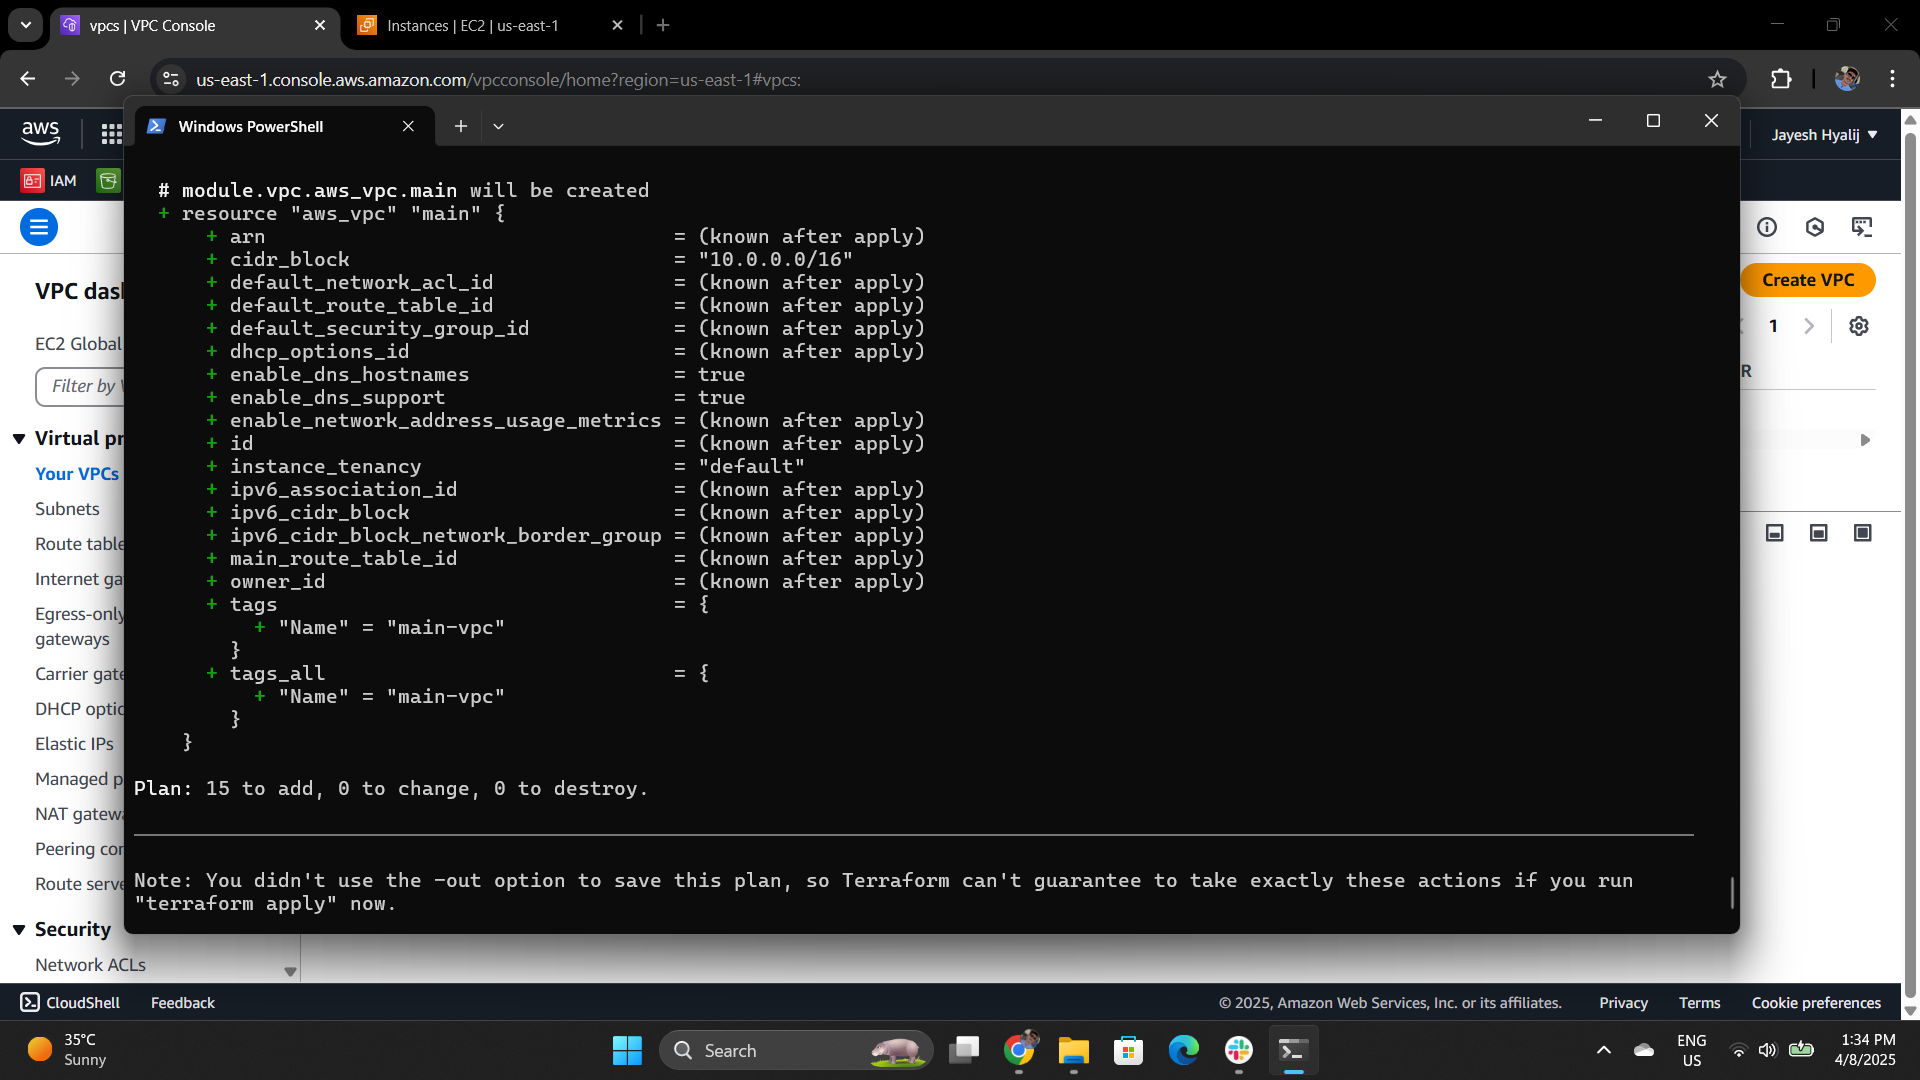 vpcs | VPC Console
Instances | EC2 | us-east-1
us-east-1.console.aws.amazon.com/vpcconsole/home?region=us-east-1#vpcs:
Windows PowerShell
aws
Jayesh Hyalij
IAM
# module.vpc.aws_vpc.main will be created
+ resource "aws_vpc" "main" {
+ arn = (known after apply)
+ cidr_block = "10.0.0.0/16"
+ default_network_acl_id = (known after apply)
+ default_route_table_id = (known after apply)
+ default_security_group_id = (known after apply)
+ dhcp_options_id = (known after apply)
+ enable_dns_hostnames = true
+ enable_dns_support = true
+ enable_network_address_usage_metrics = (known after apply)
+ id = (known after apply)
+ instance_tenancy = "default"
+ ipv6_association_id = (known after apply)
+ ipv6_cidr_block = (known after apply)
+ ipv6_cidr_block_network_border_group = (known after apply)
+ main_route_table_id = (known after apply)
+ owner_id = (known after apply)
+ tags = {
+ "Name" = "main-vpc"
}
+ tags_all = {
+ "Name" = "main-vpc"
}
}
Plan: 15 to add, 0 to change, 0 to destroy.
Note: You didn't use the -out option to save this plan, so Terraform can't guarantee to take exactly these actions if you run
"terraform apply" now.
VPC das
EC2 Global
Filter by
Virtual pr
Your VPCs
Subnets
Route table
Internet ga
Egress-only
gateways
Carrier gate
DHCP optic
Elastic IPs
Managed p
NAT gatewa
Peering cor
Route serve
Security
Network ACLs
Create VPC
1
R
CloudShell
Feedback
© 2025, Amazon Web Services, Inc. or its affiliates.
Privacy
Terms
Cookie preferences
35°C
Sunny
Search
ENG
US
1:34 PM
4/8/2025